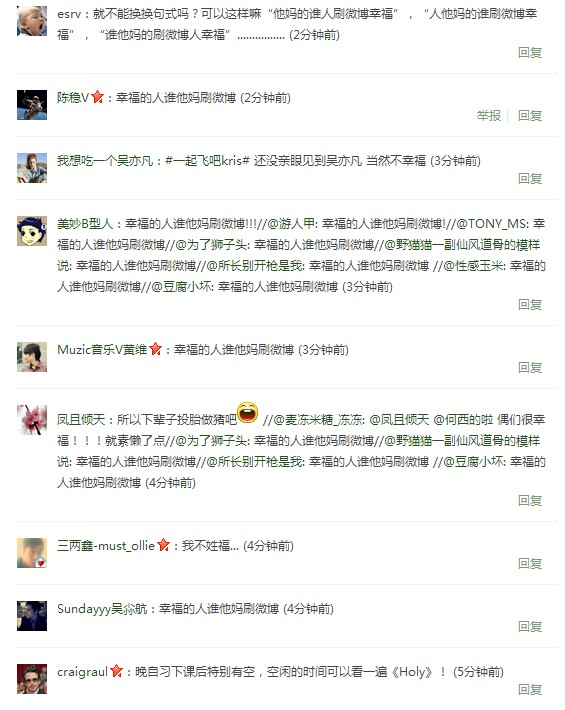 esrv：就不能换换句式吗？可以这样嘛“他妈的谁人刷微博幸福”，“人他妈的谁刷微博幸
福”，“谁他妈的刷微博人幸福”................ (2分钟前)
回复
陈稳V：幸福的人谁他妈刷微博 (2分钟前)
举报 | 回复
我想吃一个吴亦凡：#一起飞吧kris# 还没亲眼见到吴亦凡 当然不幸福 (3分钟前)
回复
美妙B型人：幸福的人谁他妈刷微博!!!//@游人甲: 幸福的人谁他妈刷微博!//@TONY_MS: 幸
福的人谁他妈刷微博//@为了狮子头: 幸福的人谁他妈刷微博//@野猫猫一副仙风道骨的模样
说: 幸福的人谁他妈刷微博//@所长别开枪是我: 幸福的人谁他妈刷微博 //@性感玉米: 幸福的
人谁他妈刷微博//@豆腐小坏: 幸福的人谁他妈刷微博 (3分钟前)
回复
Muzic音乐V黄维：幸福的人谁他妈刷微博 (3分钟前)
回复
凤且倾天：所以下辈子投胎做猪吧 //@麦冻米糖_冻冻: @凤且倾天 @何西的啦 偶们很幸
福！！！就素懒了点//@为了狮子头: 幸福的人谁他妈刷微博//@野猫猫一副仙风道骨的模样
说: 幸福的人谁他妈刷微博//@所长别开枪是我: 幸福的人谁他妈刷微博 //@豆腐小坏: 幸福的
人谁他妈刷微博 (4分钟前)
回复
三两鑫-must_ollie：我不姓福... (4分钟前)
回复
Sundayyy吴尛航：幸福的人谁他妈刷微博 (4分钟前)
回复
craigraul：晚自习下课后特别有空，空闲的时间可以看一遍《Holy》！ (5分钟前)
回复